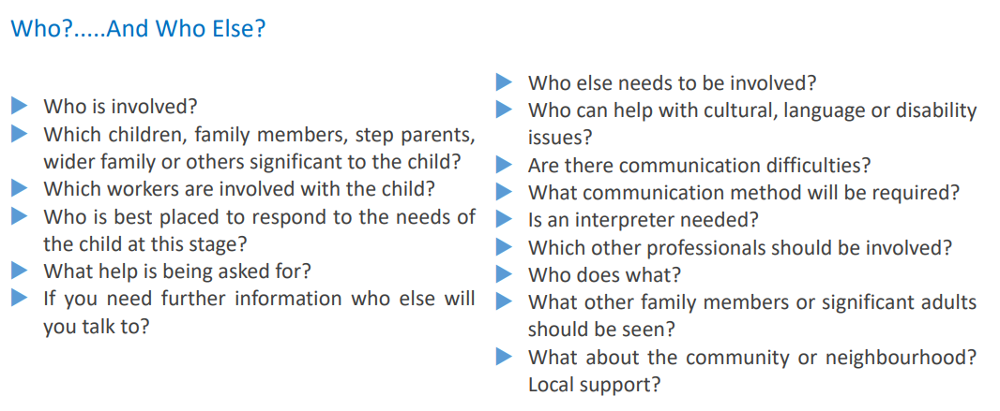 Who?.....And Who Else?
Who is involved?
Which children, family members, step parents,
wider family or others significant to the child?
Which workers are involved with the child?
Who is best placed to respond to the needs of
the child at this stage?
What help is being asked for?
If you need further information who else will
you talk to?
Who else needs to be involved?
Who can help with cultural, language or disability
issues?
Are there communication difficulties?
What communication method will be required?
Is an interpreter needed?
Which other professionals should be involved?
Who does what?
What other family members or significant adults
should be seen?
What about the community or neighbourhood?
Local support?